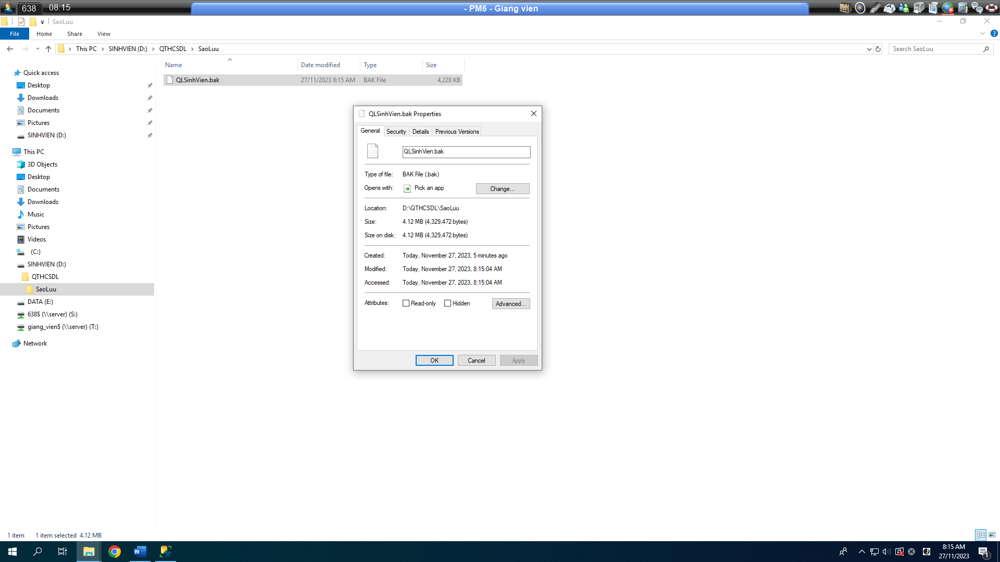 638 08:15 - PM6 - Giang vien
SaoLuu
File Home Share View
This PC SINHVIEN (D:) QTHCSDL SaoLuu Search SaoLuu
Name Date modified Type Size
QLSinhVien.bak 27/11/2023 8:15 AM BAK File 4,228 KB
Quick access
Desktop
Downloads
Documents
Pictures
SINHVIEN (D:)
This PC
3D Objects
Desktop
Documents
Downloads
Music
Pictures
Videos
(C:)
SINHVIEN (D:)
QTHCSDL
SaoLuu
DATA (E:)
638$ (\\server) (S:)
giang_vien$ (\\server) (T:)
Network
QLSinhVien.bak Properties
General Security Details Previous Versions
QLSinhVien.bak
Type of file: BAK File (.bak)
Opens with: Pick an app Change...
Location: D:\QTHCSDL\SaoLuu
Size: 4.12 MB (4,329,472 bytes)
Size on disk: 4.12 MB (4,329,472 bytes)
Created: Today, November 27, 2023, 5 minutes ago
Modified: Today, November 27, 2023, 8:15:04 AM
Accessed: Today, November 27, 2023, 8:15:04 AM
Attributes: Read-only Hidden Advanced...
OK Cancel Apply
1 item 1 item selected 4.12 MB
8:15 AM
27/11/2023
1